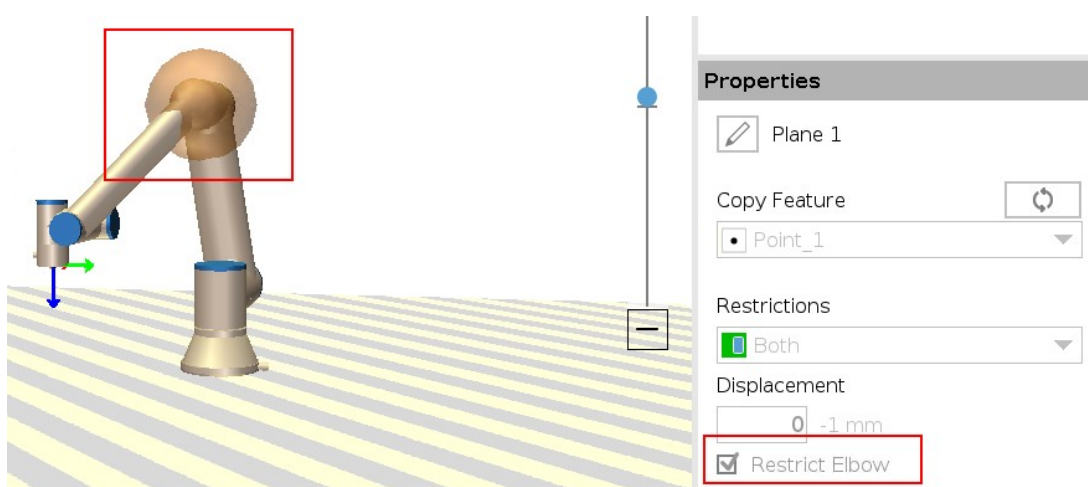 Properties
Plane 1
Copy Feature
Point_1
Restrictions
Both
Displacement
0 -1 mm
Restrict Elbow